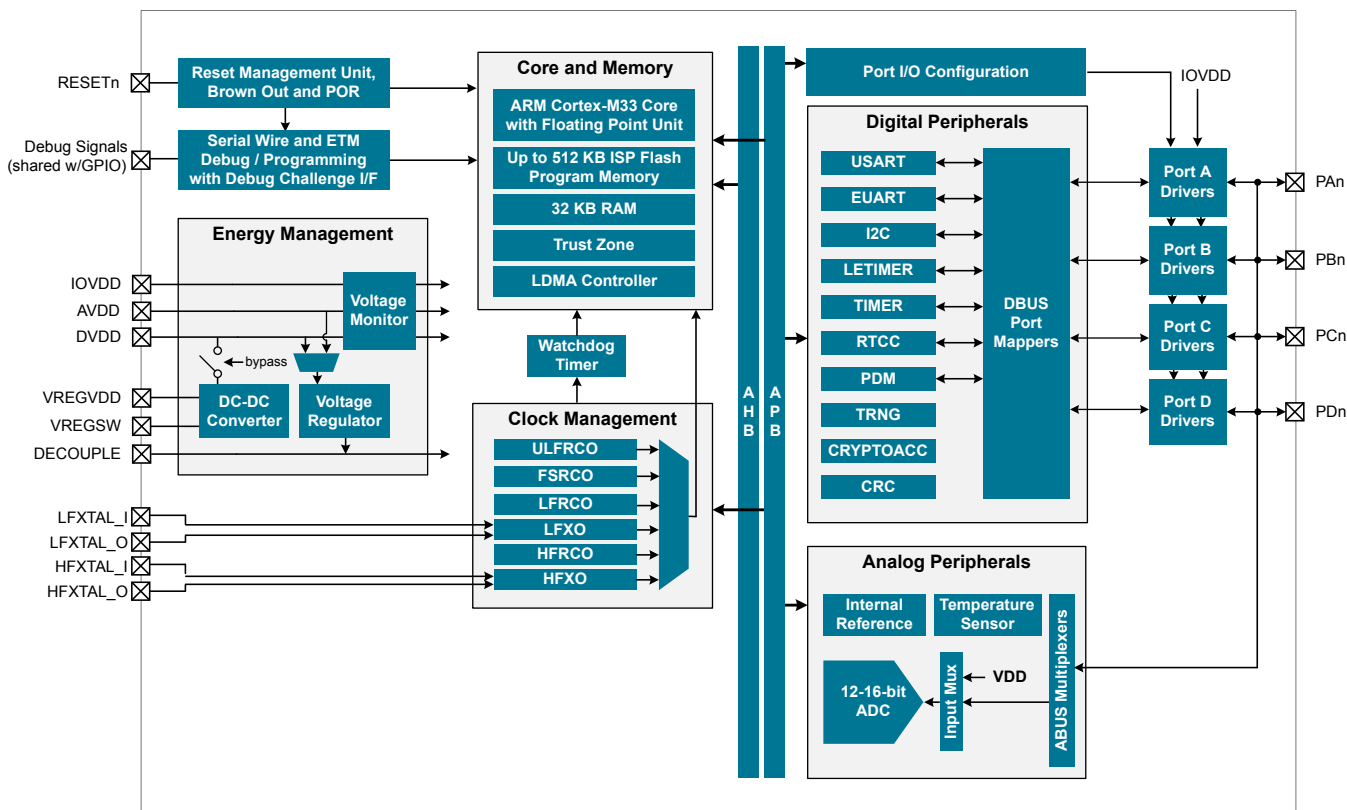 RESETn
Reset Management Unit,
Brown Out and POR
Debug Signals
(shared w/GPIO)
Serial Wire and ETM
Debug / Programming
with Debug Challenge I/F
Energy Management
IOVDD
AVDD
DVDD
Voltage
Monitor
bypass
VREGVDD
VREGSW
DECOUPLE
DC-DC
Converter
Voltage
Regulator
LFXTAL_I
LFXTAL_O
HFXTAL_I
HFXTAL_O
Core and Memory
ARM Cortex-M33 Core
with Floating Point Unit
Up to 512 KB ISP Flash
Program Memory
32 KB RAM
Trust Zone
LDMA Controller
Watchdog
Timer
Clock Management
ULFRCO
FSRCO
LFRCO
LFXO
HFRCO
HFXO
A
H
B
A
P
B
Port I/O Configuration
IOVDD
Digital Peripherals
USART
EUART
I2C
LETIMER
TIMER
RTCC
PDM
TRNG
CRYPTOACC
CRC
DBUS
Port
Mappers
Port A
Drivers
Port B
Drivers
Port C
Drivers
Port D
Drivers
PAn
PBn
PCn
PDn
Analog Peripherals
Internal
Reference
Temperature
Sensor
12-16-bit
ADC
Input Mux
VDD
ABUS Multiplexers